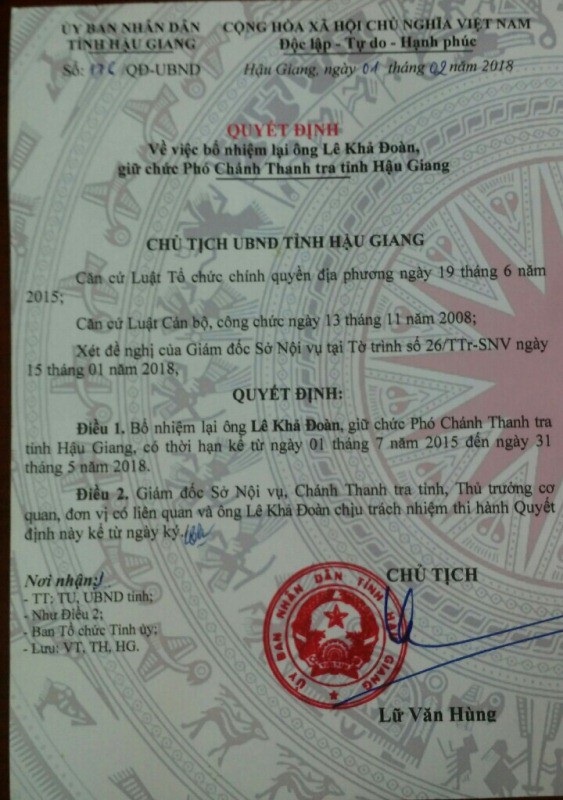 ỦY BAN NHÂN DÂN
TỈNH HẬU GIANG
CỘNG HÒA XÃ HỘI CHỦ NGHĨA VIỆT NAM
Độc lập - Tự do - Hạnh phúc
Số: /QĐ-UBND
Hậu Giang, ngày 01 tháng 02 năm 2018
QUYẾT ĐỊNH
Về việc bổ nhiệm lại ông Lê Khả Đoàn,
giữ chức Phó Chánh Thanh tra tỉnh Hậu Giang
CHỦ TỊCH UBND TỈNH HẬU GIANG
Căn cứ Luật Tổ chức chính quyền địa phương ngày 19 tháng 6 năm
2015;
Căn cứ Luật Cán bộ, công chức ngày 13 tháng 11 năm 2008;
Xét đề nghị của Giám đốc Sở Nội vụ tại Tờ trình số 26/TTr-SNV ngày
15 tháng 01 năm 2018,
QUYẾT ĐỊNH:
Điều 1. Bổ nhiệm lại ông Lê Khả Đoàn, giữ chức Phó Chánh Thanh tra
tỉnh Hậu Giang, có thời hạn kể từ ngày 01 tháng 7 năm 2015 đến ngày 31
tháng 5 năm 2018.
Điều 2. Giám đốc Sở Nội vụ, Chánh Thanh tra tỉnh, Thủ trưởng cơ
quan, đơn vị có liên quan và ông Lê Khả Đoàn chịu trách nhiệm thi hành Quyết
định này kể từ ngày ký.
Nơi nhận:
- TT: TU, UBND tỉnh;
- Như Điều 2;
- Ban Tổ chức Tỉnh ủy;
- Lưu: VT, TH, HG.
CHỦ TỊCH
ỦY BAN NHÂN DÂN TỈNH HẬU GIANG
Lữ Văn Hùng